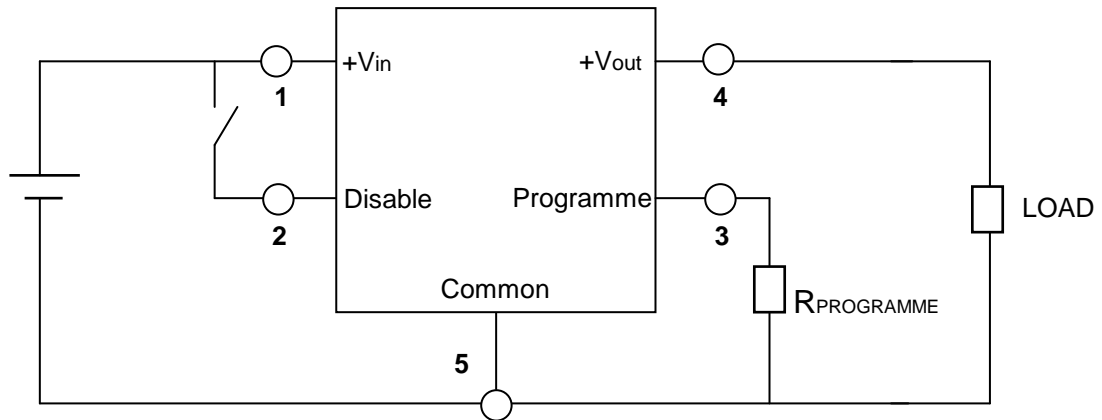 +Vin
+Vout
1
4
Disable
Programme
LOAD
2
3
Common
RPROGRAMME
5